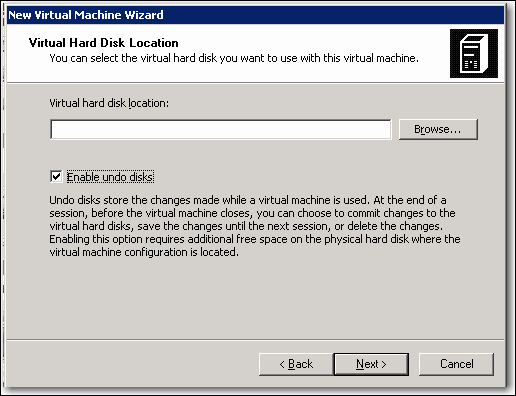 New Virtual Machine Wizard
Virtual Hard Disk Location
You can select the virtual hard disk you want to use with this virtual machine.
Virtual hard disk location:
Browse...
Enable undo disks
Undo disks store the changes made while a virtual machine is used. At the end of a
session, before the virtual machine closes, you can choose to commit changes to the
virtual hard disks, save the changes until the next session, or delete the changes.
Enabling this option requires additional free space on the physical hard disk where the
virtual machine configuration is located.
< Back
Next >
Cancel